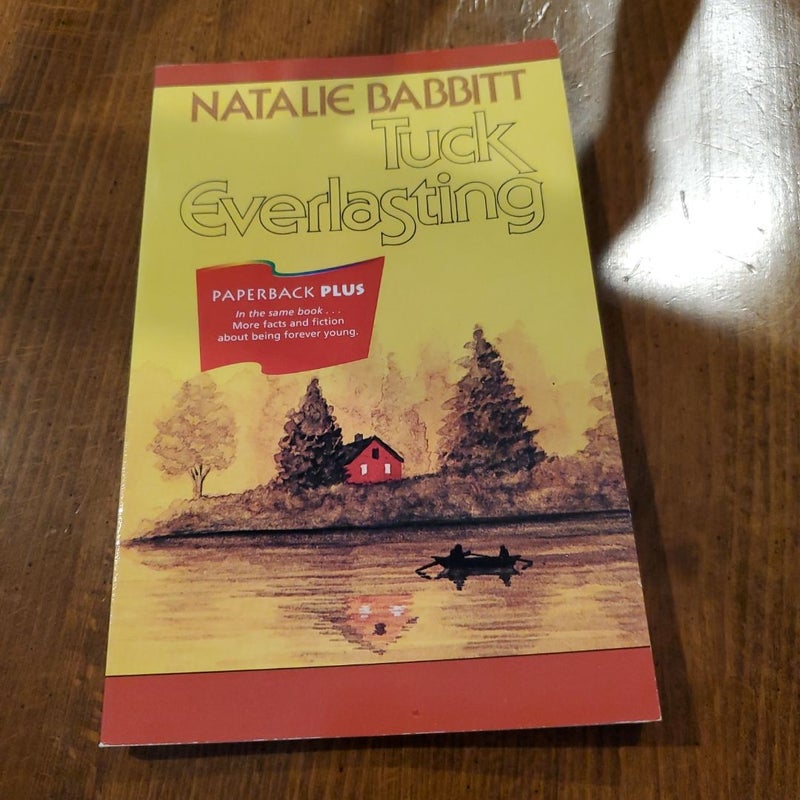 NATALIE BABBITT
Tuck
Everlasting
PAPERBACK PLUS
In the same book . . .
More facts and fiction
about being forever young.